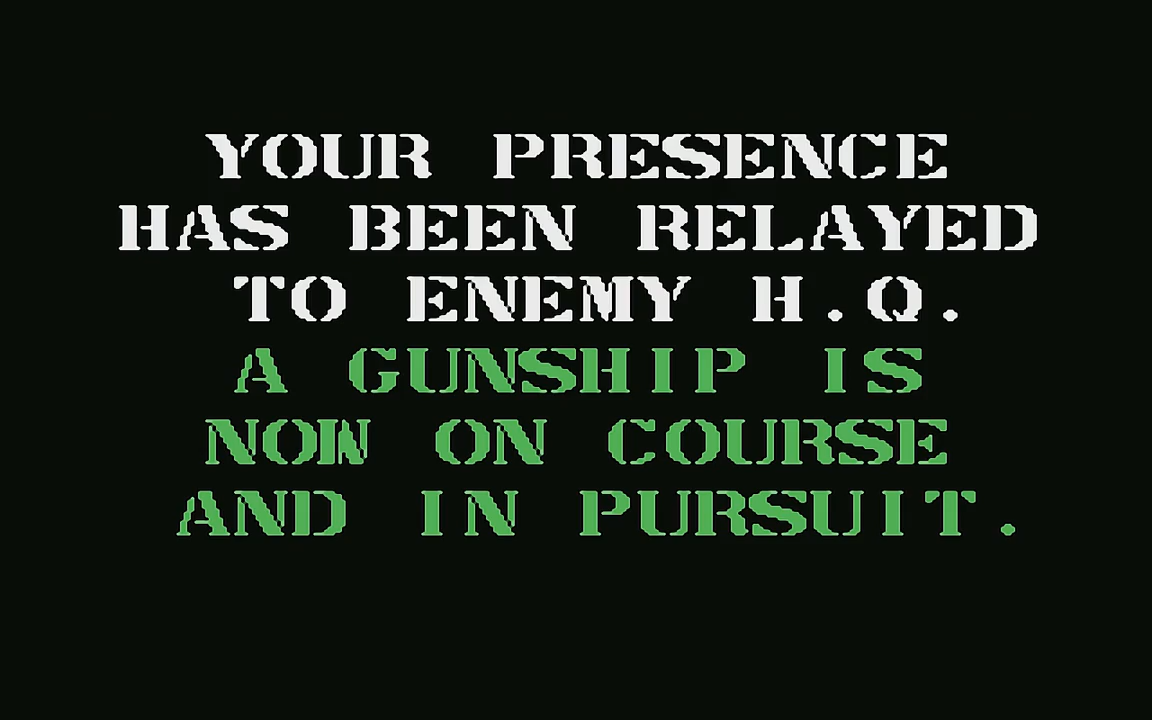 YOUR PRESENCE
HAS BEEN RELAYED
TO ENEMY H.Q.
A GUNSHIP IS
NOW ON COURSE
AND IN PURSUIT.